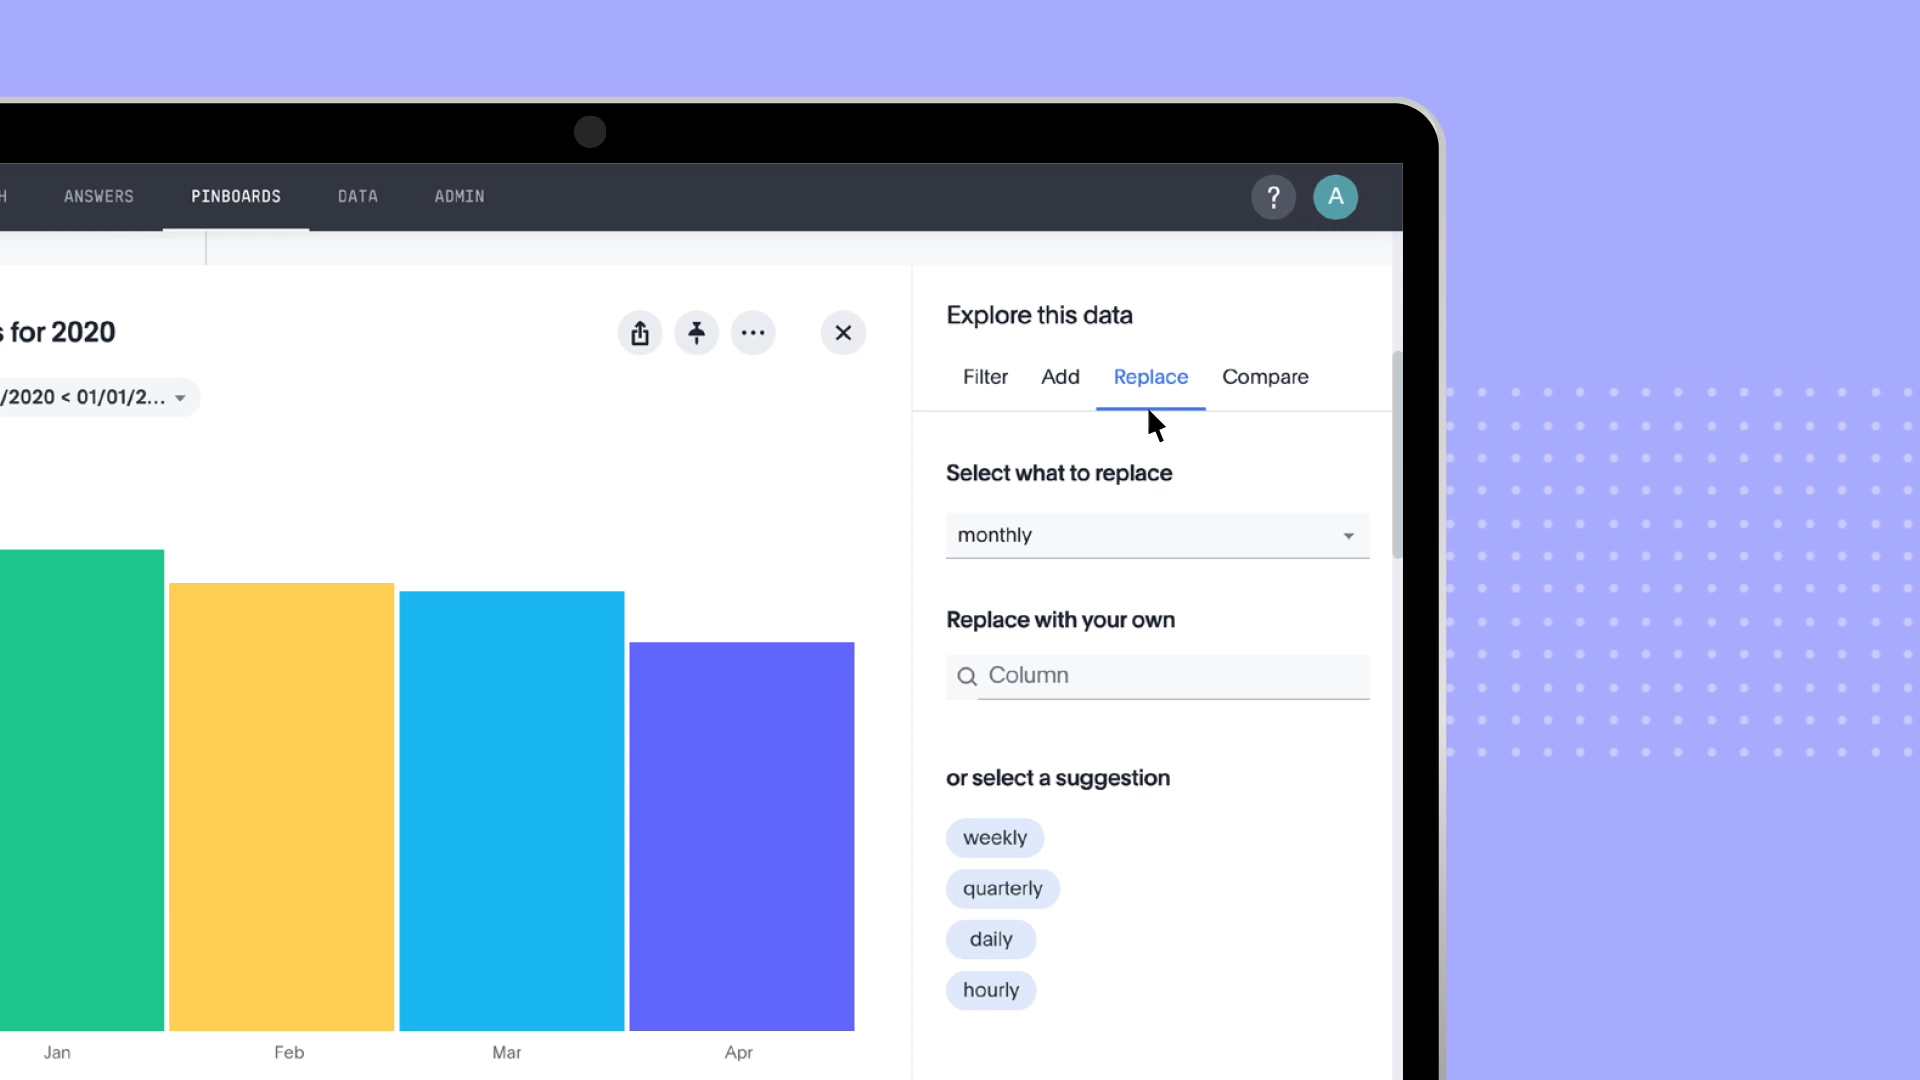 H ANSWERS PINBOARDS DATA ADMIN ? A
s for 2020
/2020 < 01/01/2...
Jan Feb Mar Apr
Explore this data
Filter Add Replace Compare
Select what to replace
monthly
Replace with your own
Column
or select a suggestion
weekly
quarterly
daily
hourly